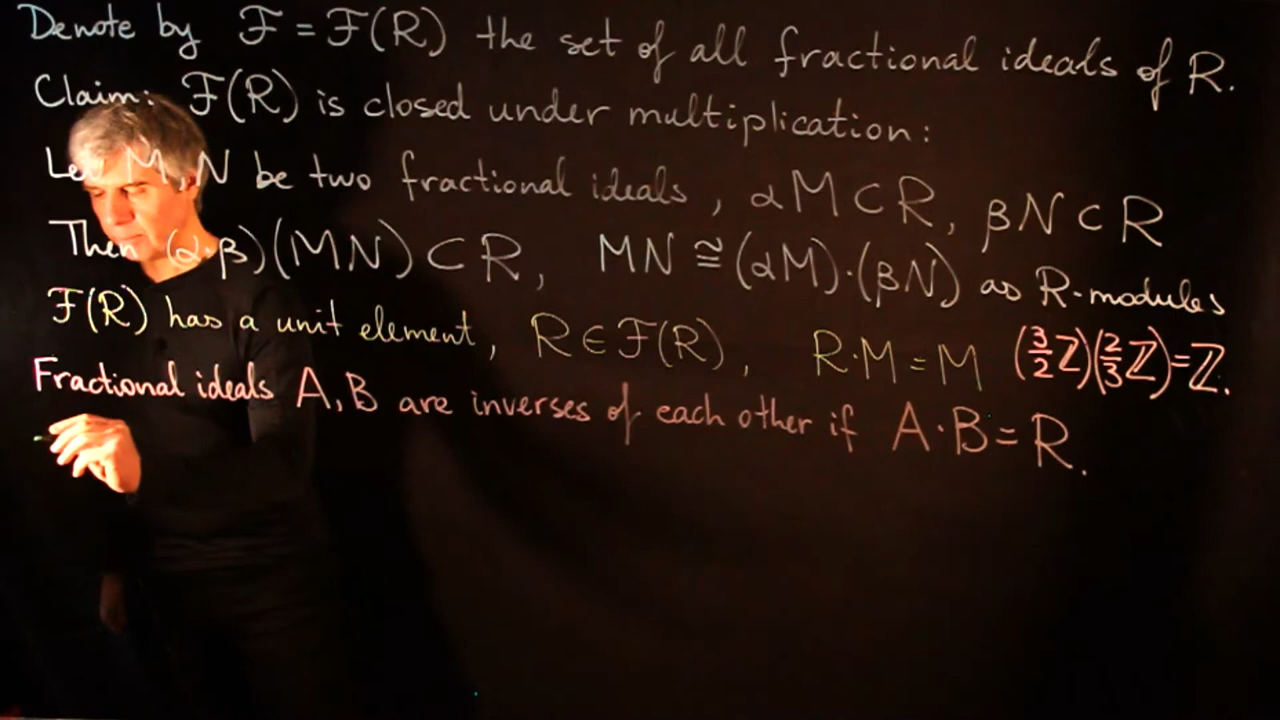 Denote by ℱ = ℱ(R) the set of all fractional ideals of R.
Claim: ℱ(R) is closed under multiplication:
Let M, N be two fractional ideals, αM ⊂ R, βN ⊂ R
Then (α·β)(MN) ⊂ R, MN ≅ (αM)·(βN) as R-modules
ℱ(R) has a unit element, R ∈ ℱ(R), R·M = M (3/2 ℤ)(2/3 ℤ) = ℤ.
Fractional ideals A, B are inverses of each other if A·B = R.